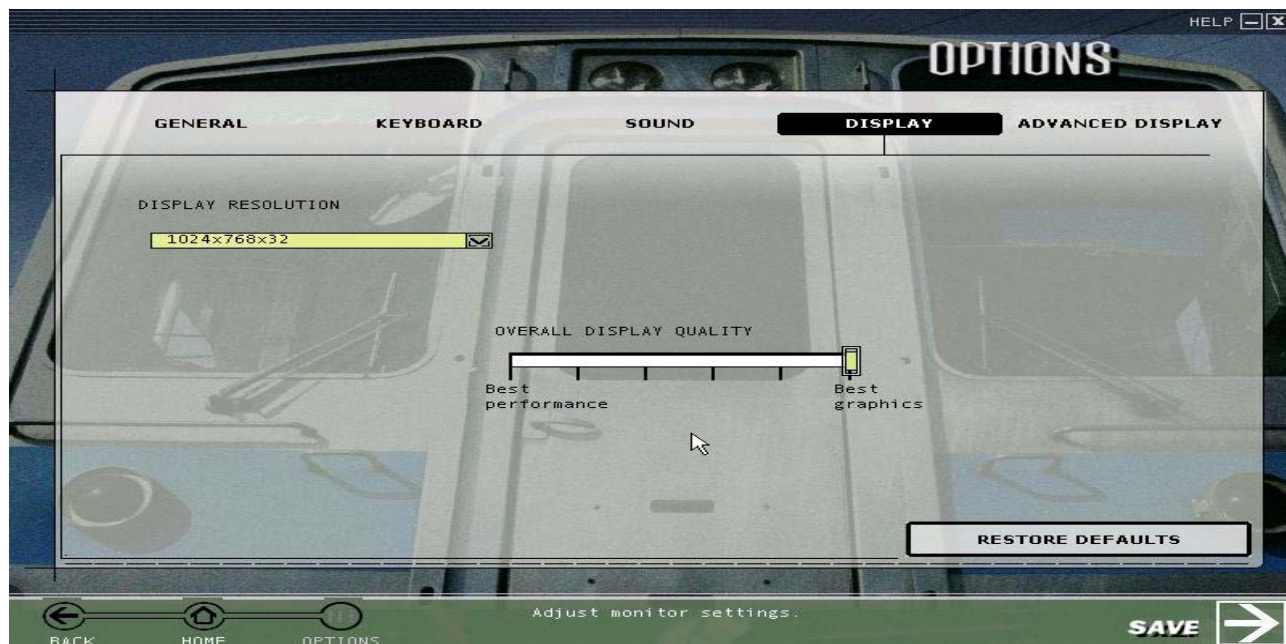 HELP
OPTIONS
GENERAL KEYBOARD SOUND DISPLAY ADVANCED DISPLAY
DISPLAY RESOLUTION
1024x768x32
OVERALL DISPLAY QUALITY
Best performance
Best graphics
RESTORE DEFAULTS
Adjust monitor settings.
BACK HOME OPTIONS
SAVE